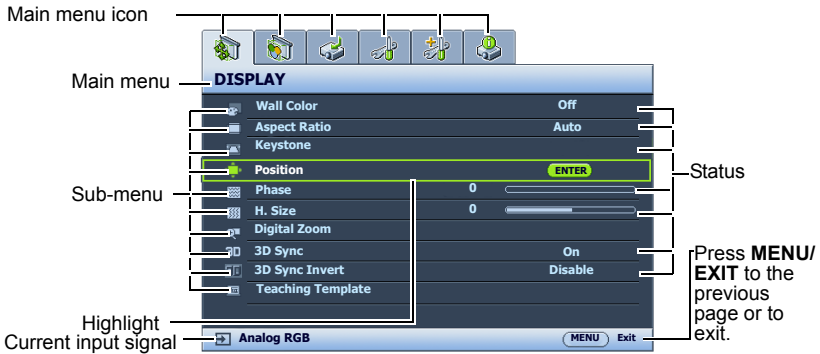 Main menu icon
Main menu
DISPLAY
Wall Color Off
Aspect Ratio Auto
Keystone
Position ENTER
Status
Sub-menu
Phase 0
H. Size 0
Digital Zoom
3D 3D Sync On
3D Sync Invert Disable
Teaching Template
Press MENU/
EXIT to the
previous
page or to
exit.
Highlight
Current input signal
Analog RGB
MENU Exit